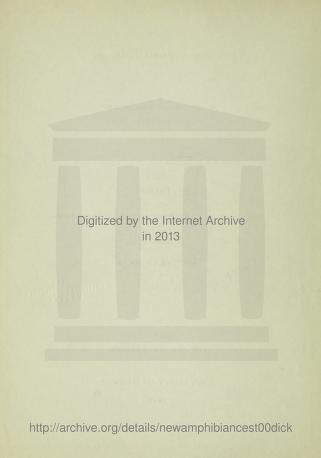 Digitized by the Internet Archive
in 2013
http://archive.org/details/newamphibiancest00dick